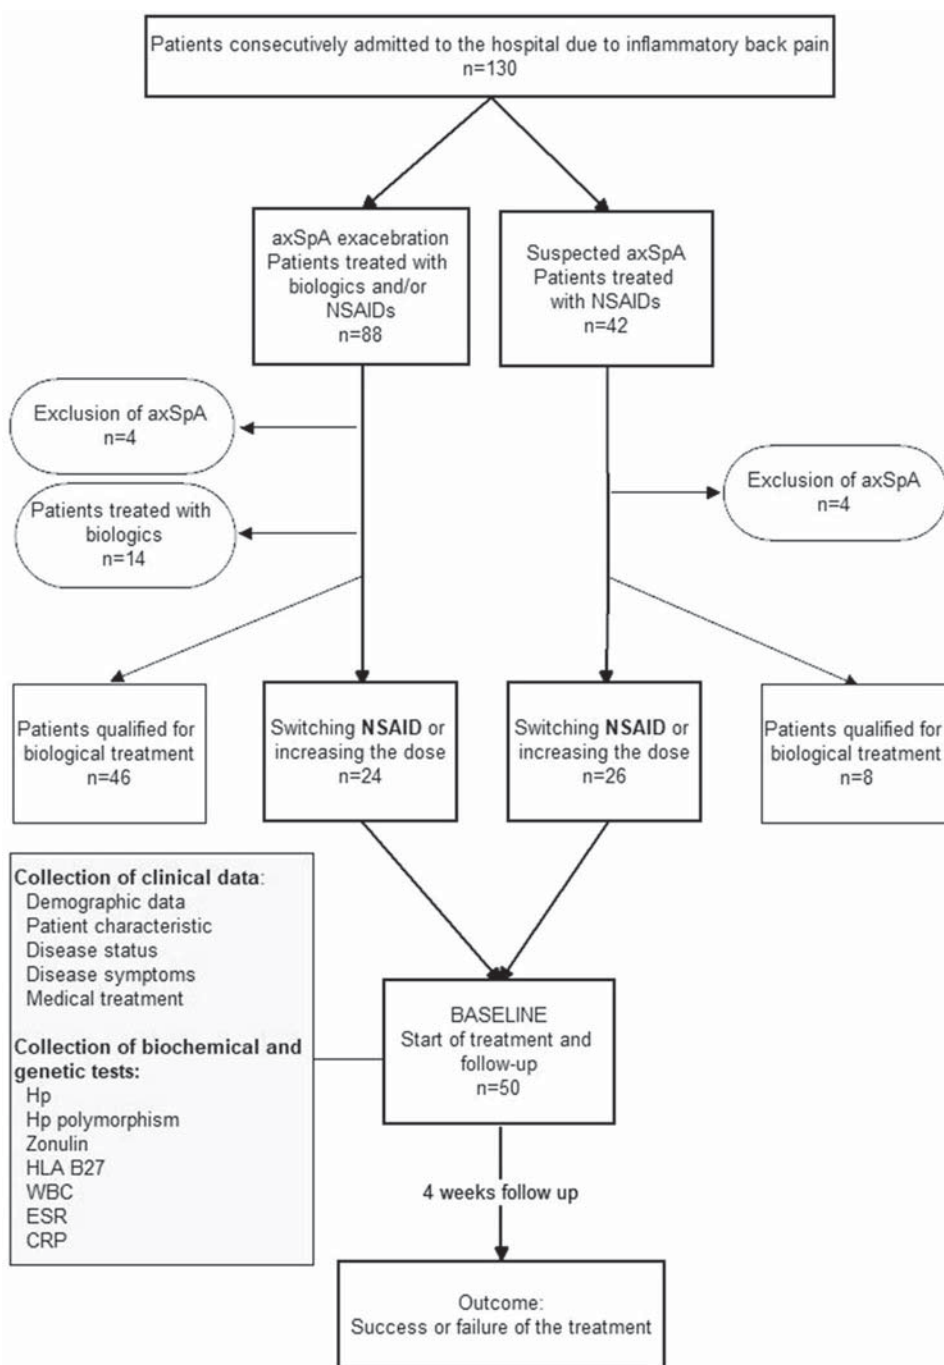 Patients consecutively admitted to the hospital due to inflammatory back pain
n=130
axSpA exacebration
Patients treated with
biologics and/or
NSAIDs
n=88
Suspected axSpA
Patients treated
with NSAIDs
n=42
Exclusion of axSpA
n=4
Patients treated with
biologics
n=14
Exclusion of axSpA
n=4
Patients qualified for
biological treatment
n=46
Switching NSAID or
increasing the dose
n=24
Switching NSAID or
increasing the dose
n=26
Patients qualified for
biological treatment
n=8
Collection of clinical data:
Demographic data
Patient characteristic
Disease status
Disease symptoms
Medical treatment
Collection of biochemical and
genetic tests:
Hp
Hp polymorphism
Zonulin
HLA B27
WBC
ESR
CRP
BASELINE
Start of treatment and
follow-up
n=50
4 weeks follow up
Outcome:
Success or failure of the treatment